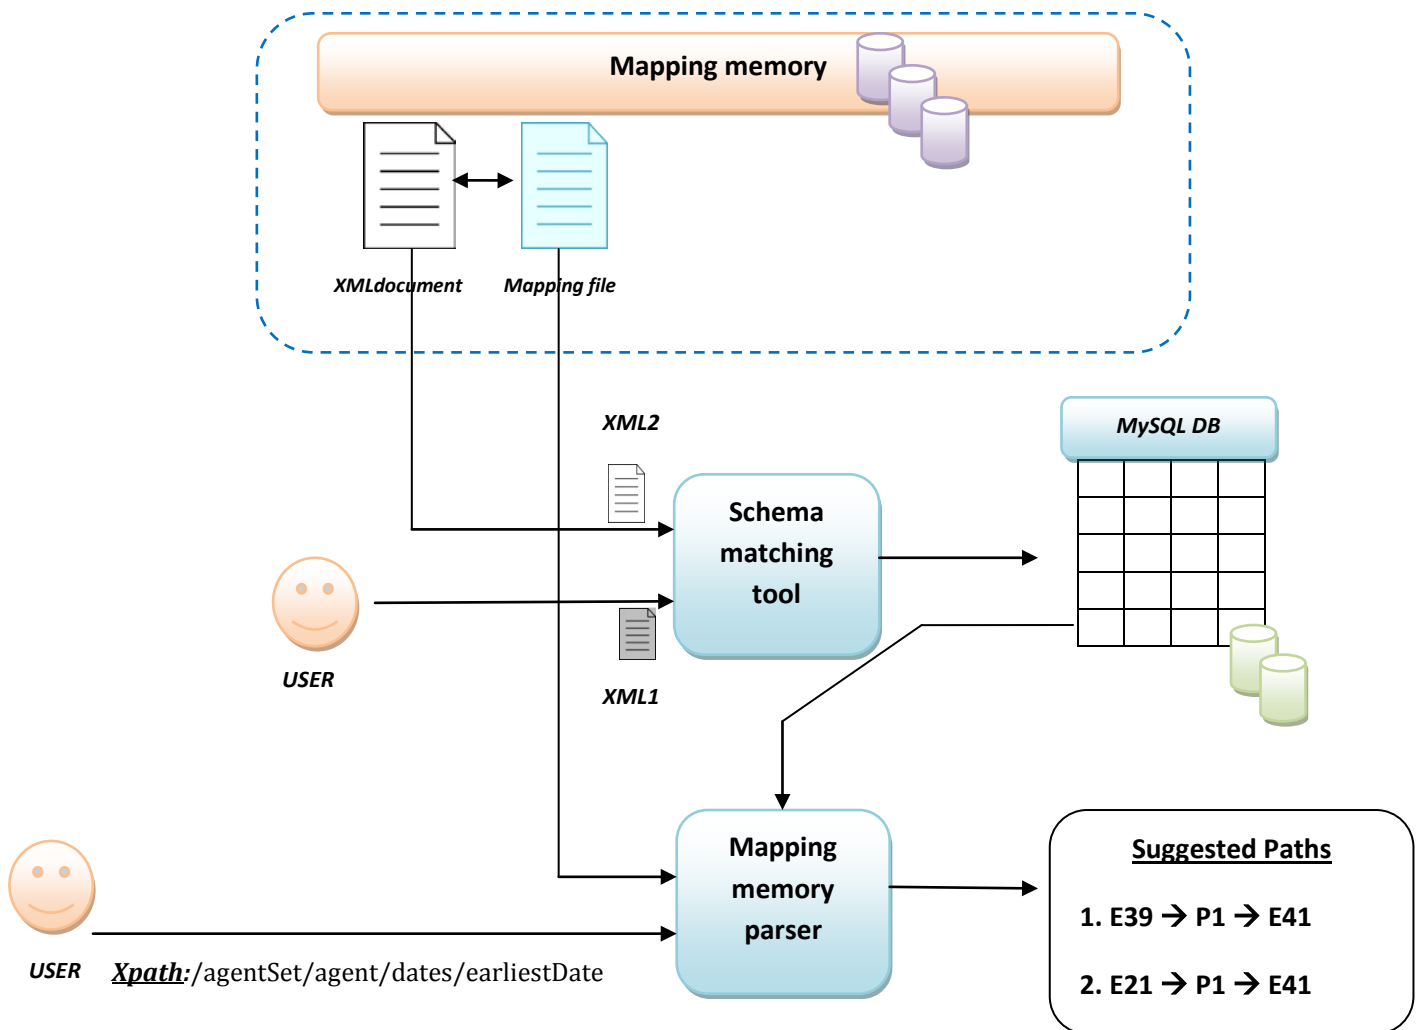 Mapping memory
XMLdocument
Mapping file
XML2
MySQL DB
Schema
matching
tool
USER
XML1
Mapping
memory
parser
Suggested Paths
1. E39 → P1 → E41
2. E21 → P1 → E41
USER
Xpath:/agentSet/agent/dates/earliestDate